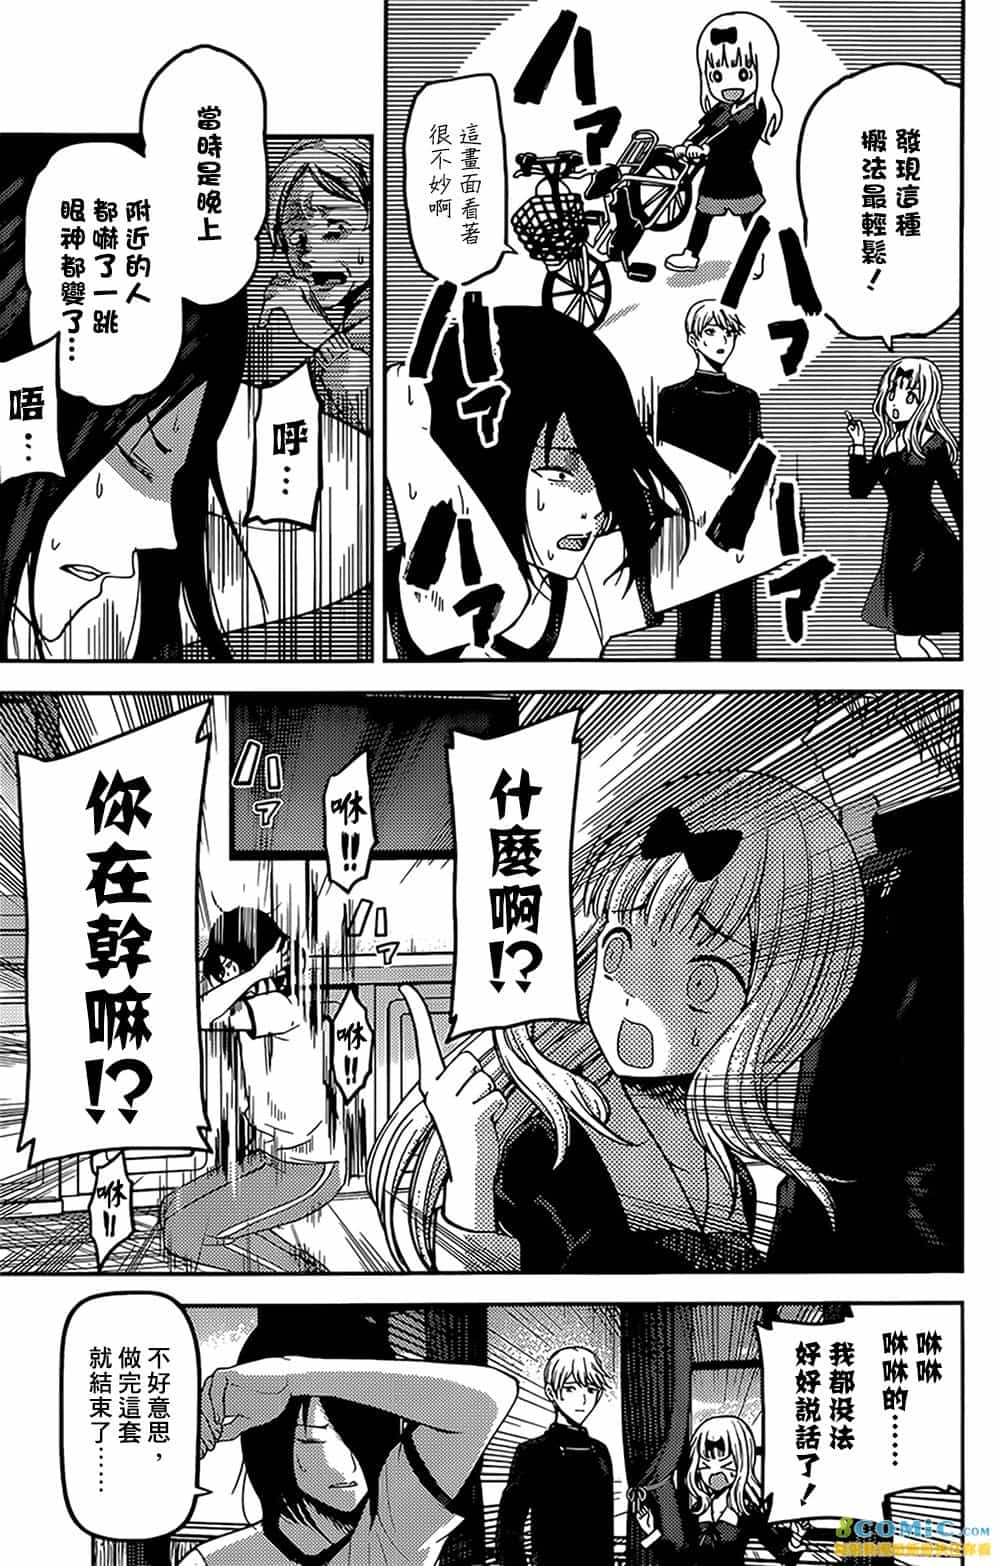 發現這種
搬法最輕鬆！
這畫面看著
很不妙啊
ハァ
ハァ
ハァ
ハァ
當時是晚上
附近的人
都嚇了一跳
眼神都變了…
呼…
唔…
什麼啊!?
咻!!
咻!!
咻!!
ハァ
ハァ
你在幹嘛!?
咻咻
咻咻的……
我都沒法
好好說話了！
不好意思，
做完這套
就結束了……
8COMIC.COM